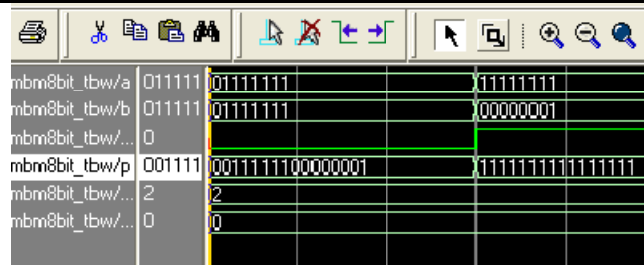 mbm8bit_tbw/a 011111 01111111 11111111
mbm8bit_tbw/b 011111 01111111 00000001
mbm8bit_tbw/... 0
mbm8bit_tbw/p 001111 0011111100000001 1111111111111111
mbm8bit_tbw/... 2 2
mbm8bit_tbw/... 0 0